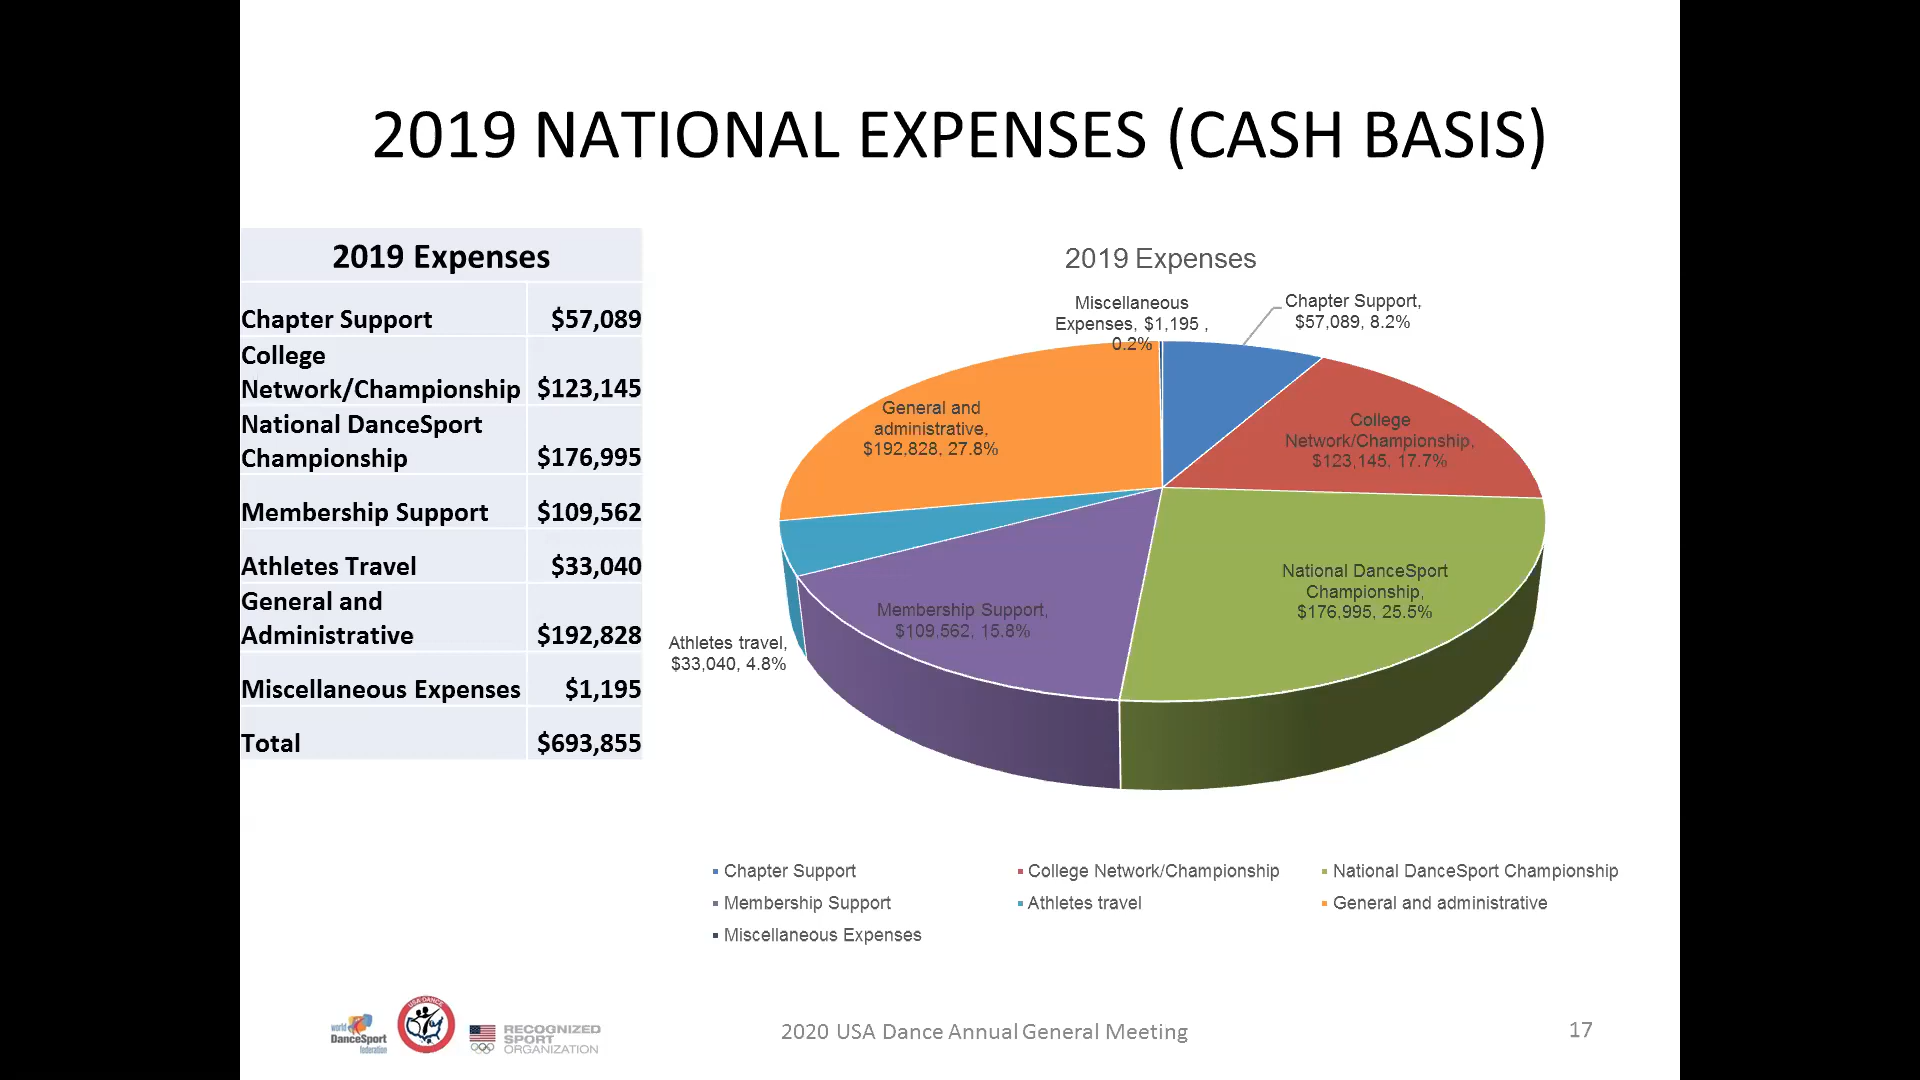 2019 NATIONAL EXPENSES (CASH BASIS)
2019 Expenses
Chapter Support $57,089
College
Network/Championship $123,145
National DanceSport
Championship $176,995
Membership Support $109,562
Athletes Travel $33,040
General and
Administrative $192,828
Miscellaneous Expenses $1,195
Total $693,855
2019 Expenses
Miscellaneous
Expenses, $1,195 ,
0.2%
Chapter Support,
$57,089, 8.2%
General and
administrative,
$192,828, 27.8%
College
Network/Championship,
$123,145, 17.7%
National DanceSport
Championship,
$176,995, 25.5%
Membership Support,
$109,562, 15.8%
Athletes travel,
$33,040, 4.8%
Chapter Support
College Network/Championship
National DanceSport Championship
Membership Support
Athletes travel
General and administrative
Miscellaneous Expenses
world
DanceSport
federation
USA DANCE
RECOGNIZED
SPORT
ORGANIZATION
2020 USA Dance Annual General Meeting
17